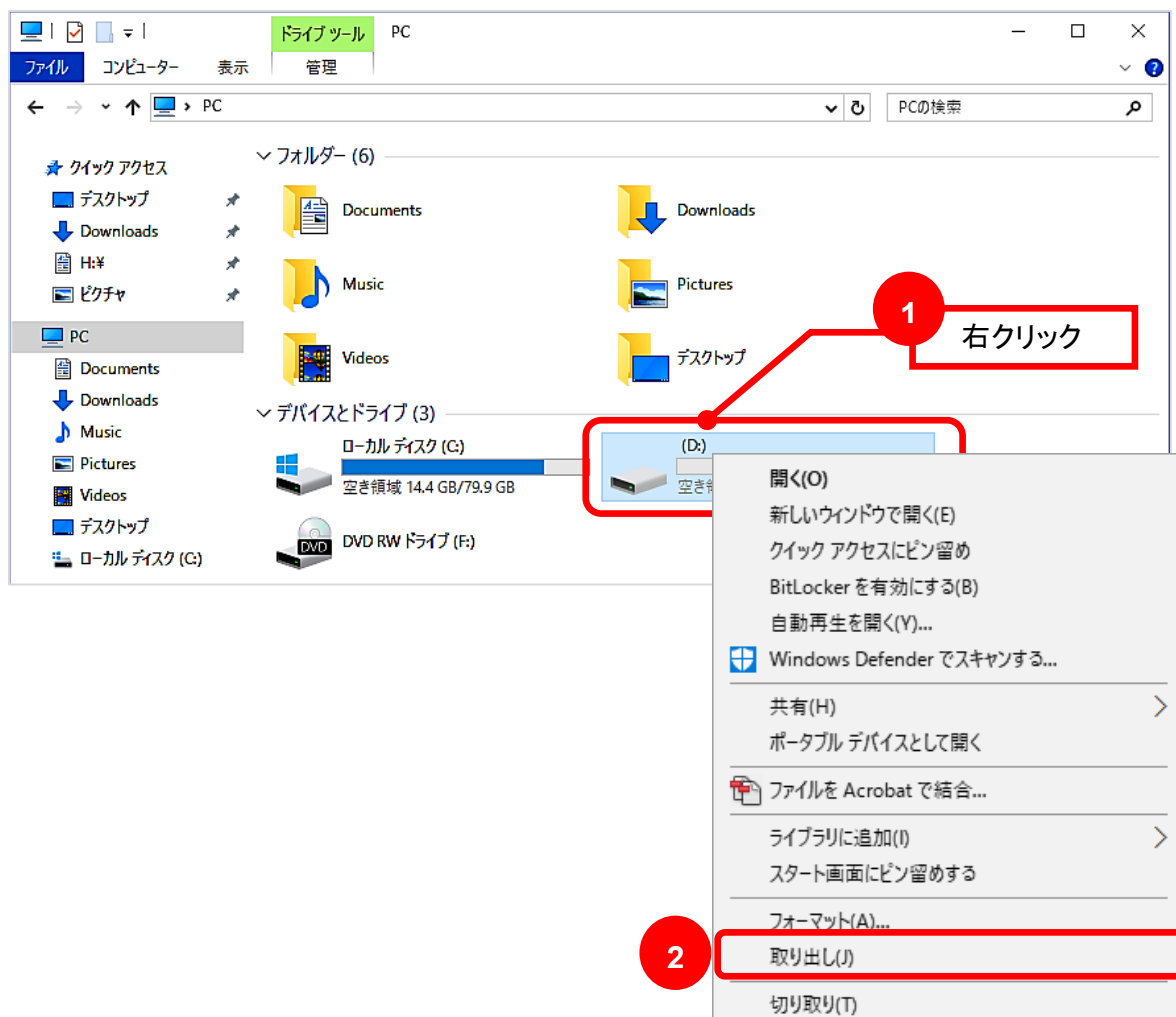 ドライブ ツール PC
ファイル コンピューター 表示 管理
PC
PCの検索
クイック アクセス
デスクトップ
Downloads
H:¥
ピクチャ
PC
Documents
Downloads
Music
Pictures
Videos
デスクトップ
ローカル ディスク (C:)
フォルダー (6)
Documents
Downloads
Music
Pictures
Videos
デスクトップ
1
右クリック
デバイスとドライブ (3)
ローカル ディスク (C:)
空き領域 14.4 GB/79.9 GB
(D:)
空き
DVD
DVD RW ドライブ (F:)
開く(O)
新しいウィンドウで開く(E)
クイック アクセスにピン留め
BitLocker を有効にする(B)
自動再生を開く(Y)...
Windows Defender でスキャンする...
共有(H)
ポータブル デバイスとして開く
ファイルを Acrobat で結合...
ライブラリに追加(I)
スタート画面にピン留めする
フォーマット(A)...
2
取り出し(J)
切り取り(T)